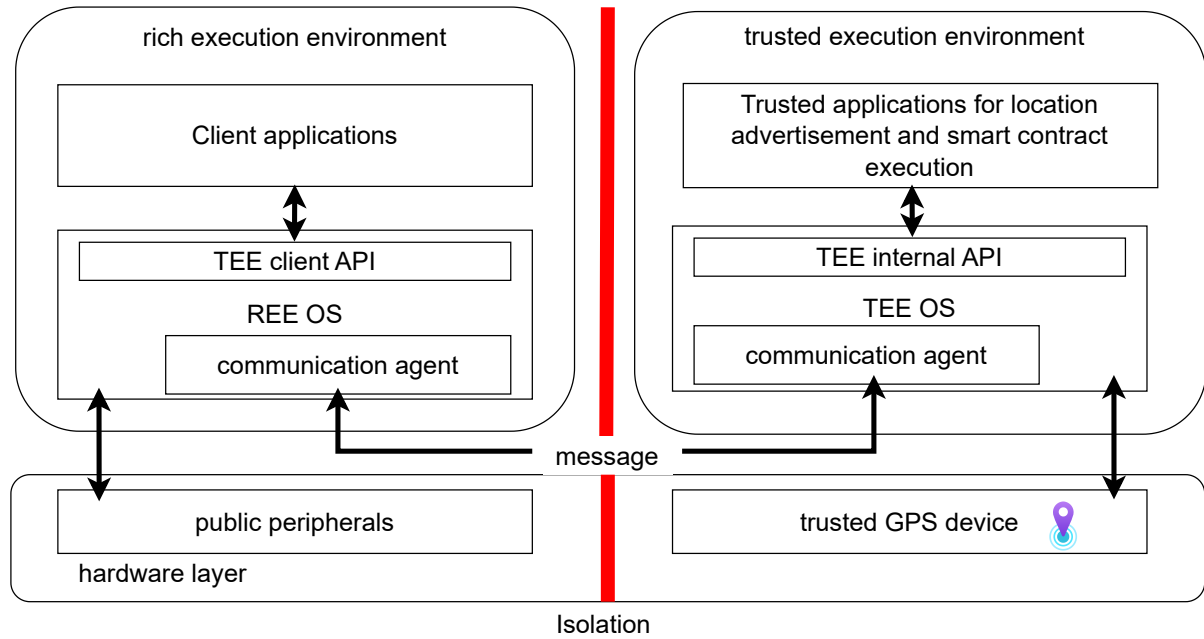 rich execution environment
trusted execution environment
Client applications
Trusted applications for location
advertisement and smart contract
execution
TEE client API
TEE internal API
REE OS
TEE OS
communication agent
communication agent
message
public peripherals
trusted GPS device
hardware layer
Isolation